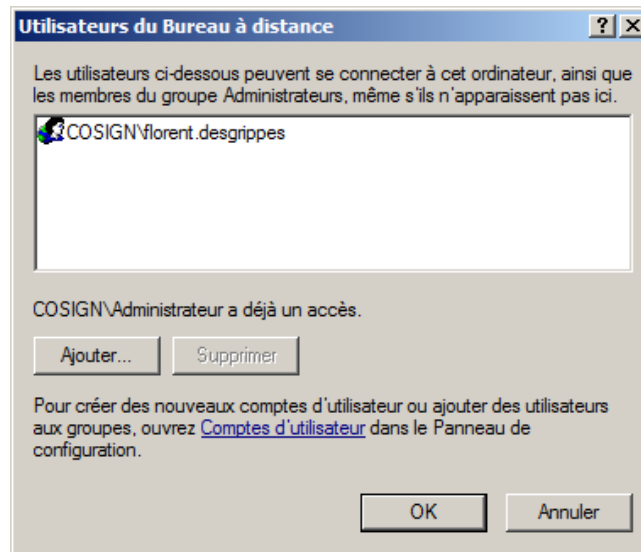 Utilisateurs du Bureau à distance
Les utilisateurs ci-dessous peuvent se connecter à cet ordinateur, ainsi que
les membres du groupe Administrateurs, même s'ils n'apparaissent pas ici.
COSIGN\florent.desgrippes
COSIGN\Administrateur a déjà un accès.
Ajouter... Supprimer
Pour créer des nouveaux comptes d'utilisateur ou ajouter des utilisateurs
aux groupes, ouvrez Comptes d'utilisateur dans le Panneau de
configuration.
OK Annuler